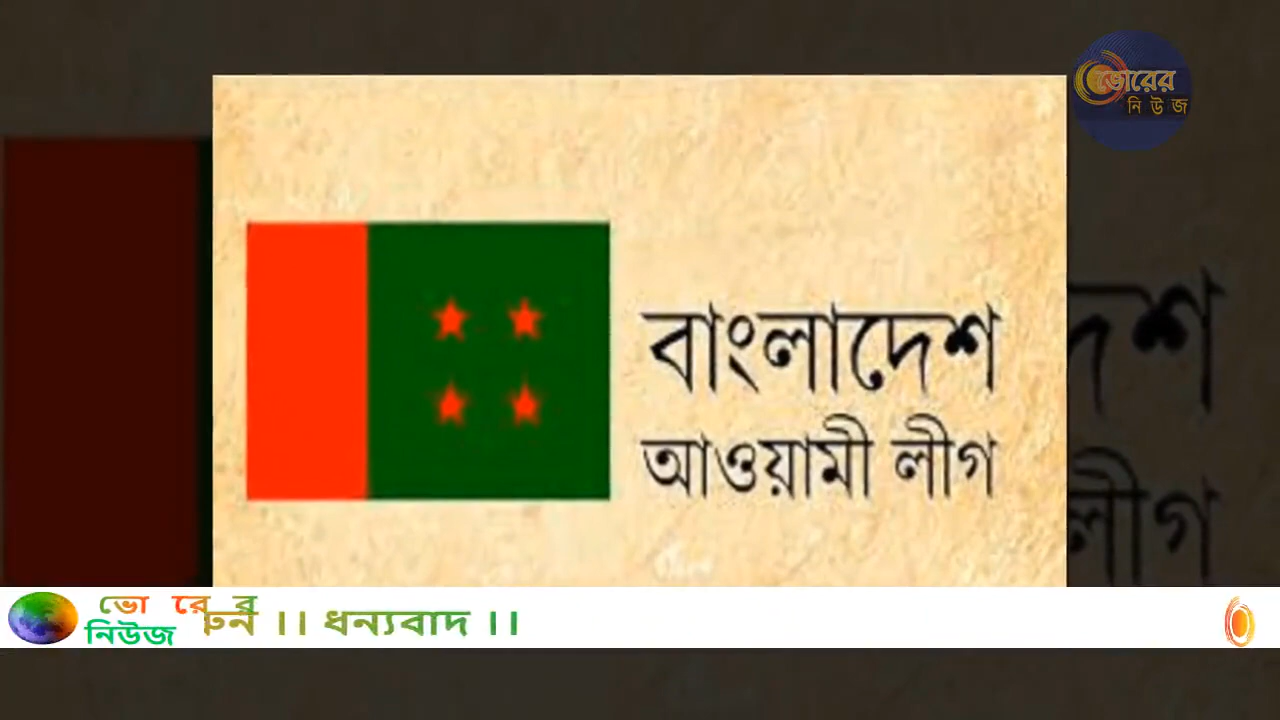 ভোরের
নিউজ
বাংলাদেশ
আওয়ামী লীগ
ভোরের
নিউজ
ধন্যবাদ ।।